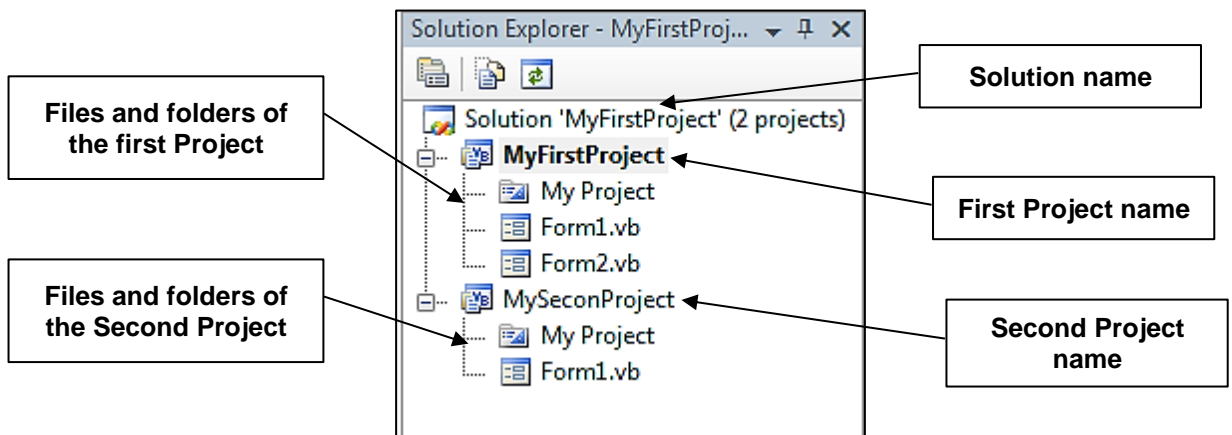 Solution Explorer - MyFirstProj...
Solution name
Files and folders of
the first Project
Solution 'MyFirstProject' (2 projects)
MyFirstProject
My Project
First Project name
Form1.vb
Form2.vb
Files and folders of
the Second Project
MySeconProject
Second Project
name
My Project
Form1.vb